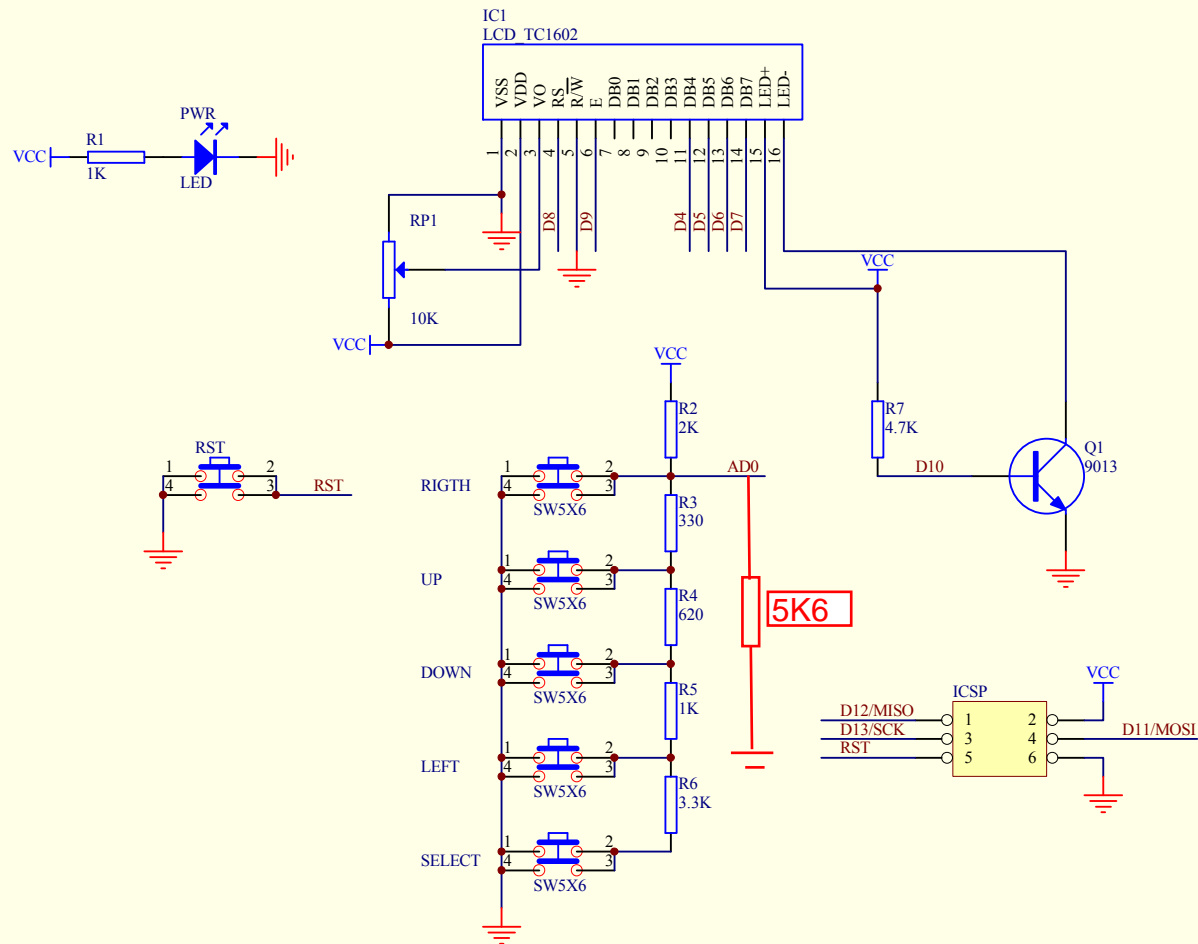 IC1
LCD_TC1602
VSS
VDD
VO
RS
R/W
E
DB0
DB1
DB2
DB3
DB4
DB5
DB6
DB7
LED+
LED-
1
2
3
4
5
6
7
8
9
10
11
12
13
14
15
16
D8
D9
D4
D5
D6
D7
PWR
R1
VCC
1K
LED
RP1
10K
VCC
VCC
R7
4.7K
D10
Q1
9013
VCC
R2
2K
AD0
RST
1
2
4
3
RST
RIGTH
1
2
4
3
SW5X6
R3
330
UP
1
2
4
3
SW5X6
R4
620
5K6
DOWN
1
2
4
3
SW5X6
R5
1K
LEFT
1
2
4
3
SW5X6
R6
3.3K
SELECT
1
2
4
3
SW5X6
ICSP
VCC
D12/MISO
1
2
D13/SCK
3
4
D11/MOSI
RST
5
6